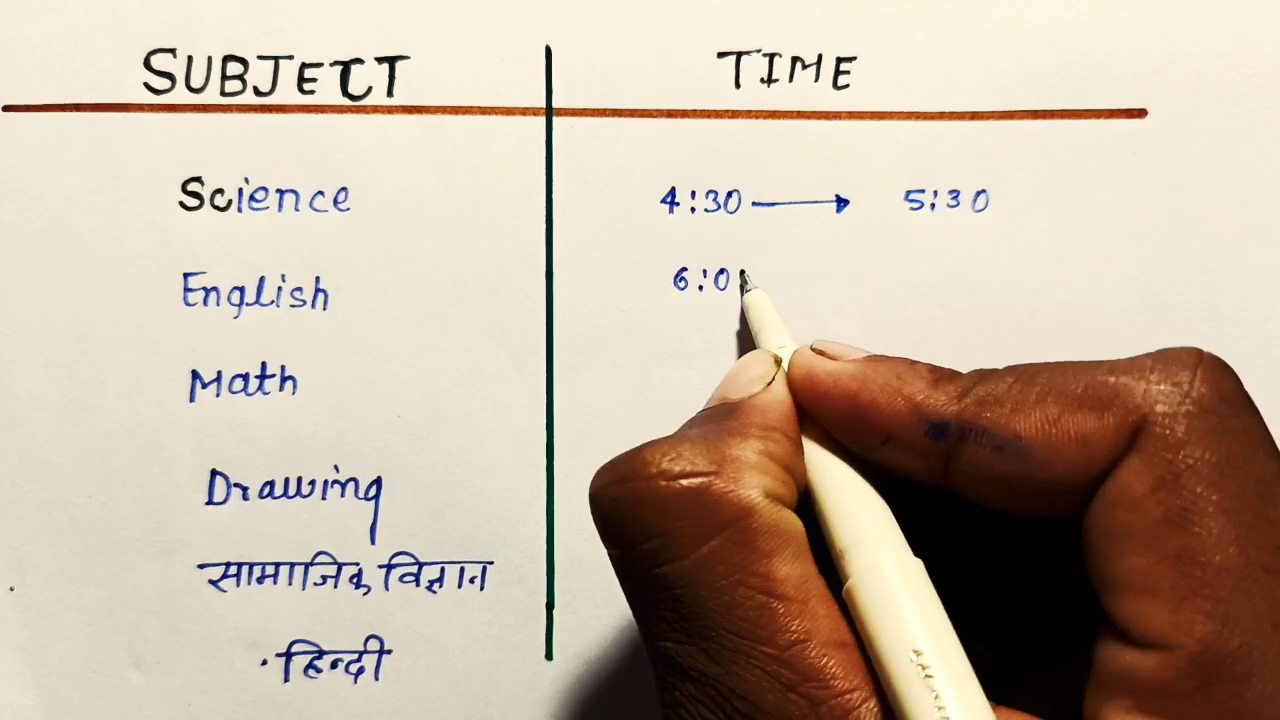 SUBJECT TIME
Science 4:30 → 5:30
English 6:0
Math
Drawing
सामाजिक विज्ञान
हिन्दी